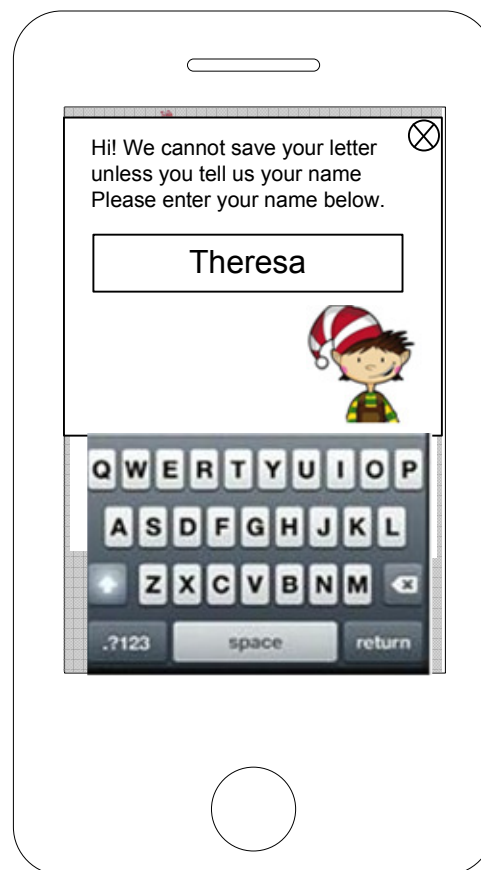 Hi! We cannot save your letter
unless you tell us your name
Please enter your name below.
Theresa
Q W E R T Y U I O P
A S D F G H J K L
Z X C V B N M
.?123 space return